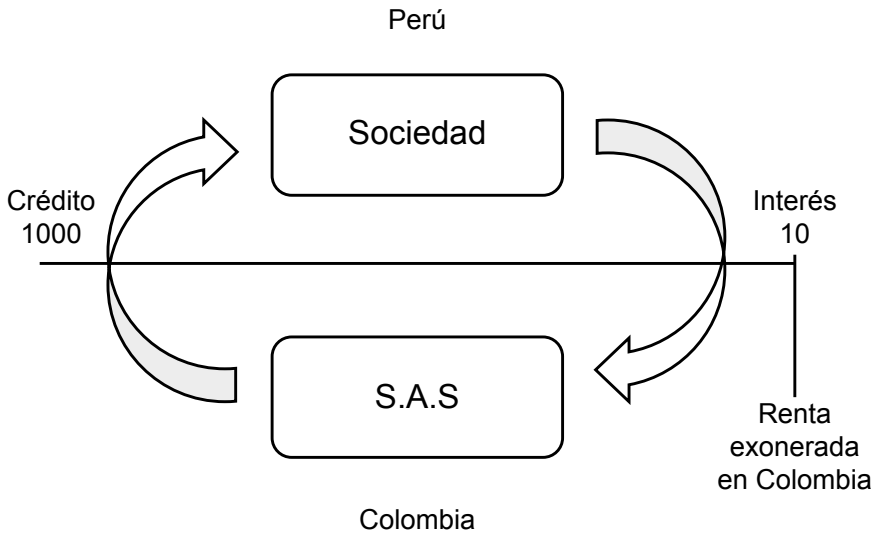 Perú
Sociedad
Crédito
1000
Interés
10
S.A.S
Renta
exonerada
en Colombia
Colombia